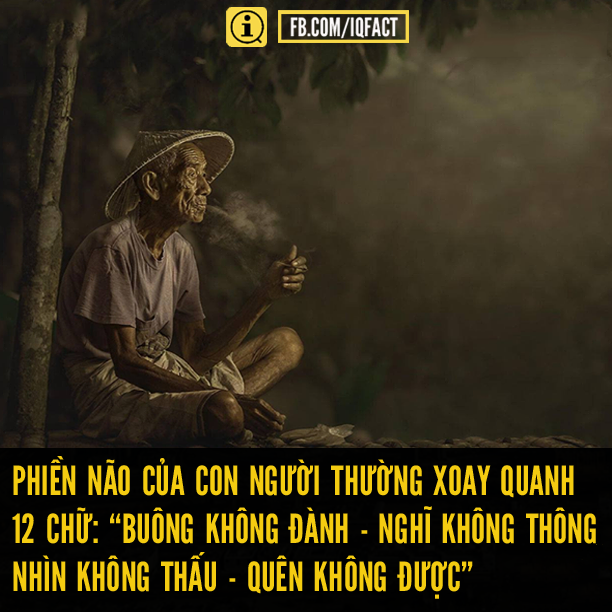 FB.COM/IQFACT
PHIỀN NÃO CỦA CON NGƯỜI THƯỜNG XOAY QUANH
12 CHỮ: “BUÔNG KHÔNG ĐÀNH - NGHĨ KHÔNG THÔNG
NHÌN KHÔNG THẤU - QUÊN KHÔNG ĐƯỢC”